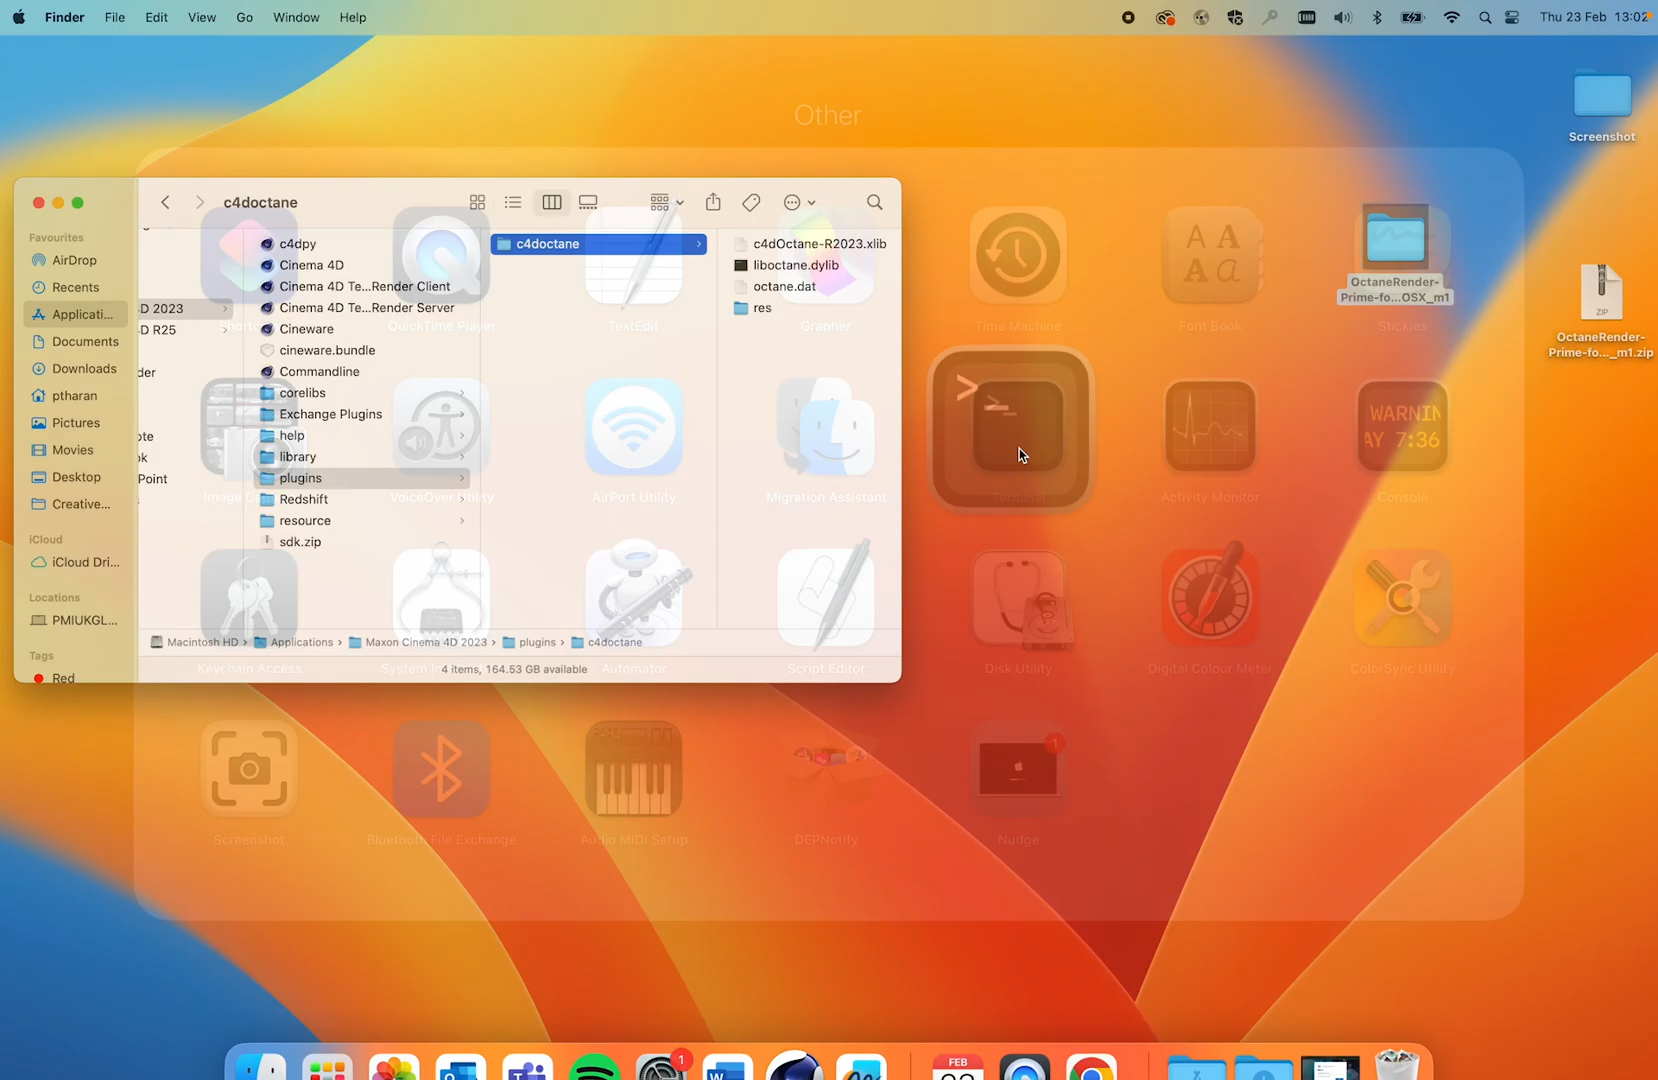 Finder File Edit View Go Window Help
Thu 23 Feb 13:02
Other
Screenshot
c4doctane
Favourites
AirDrop
Recents
Applicati...
Documents
Downloads
ptharan
Pictures
Movies
Desktop
Creative...
iCloud
iCloud Dri...
Locations
PMIUKGL...
Tags
Red
D 2023
D R25
der
ote
ok
Point
c4dpy
Cinema 4D
Cinema 4D Te...Render Client
Cinema 4D Te...Render Server
Cineware
cineware.bundle
Commandline
corelibs
Exchange Plugins
help
library
plugins
Redshift
resource
sdk.zip
c4doctane
c4dOctane-R2023.xlib
liboctane.dylib
octane.dat
res
Macintosh HD > Applications > Maxon Cinema 4D 2023 > plugins > c4doctane
4 items, 164.53 GB available
QuickTime Player
TextEdit
Grapher
Time Machine
Font Book
Stickies
OctaneRender-
Prime-fo...OSX_m1
ZIP
OctaneRender-
Prime-fo..._m1.zip
VoiceOver Utility
AirPort Utility
Migration Assistant
Terminal
Activity Monitor
WARNIN
AY 7:36
Console
Keychain Access
Automator
Script Editor
Disk Utility
Digital Colour Meter
ColorSync Utility
Screenshot
Bluetooth File Exchange
Audio MIDI Setup
DEPNotify
1
Nudge
1
FEB